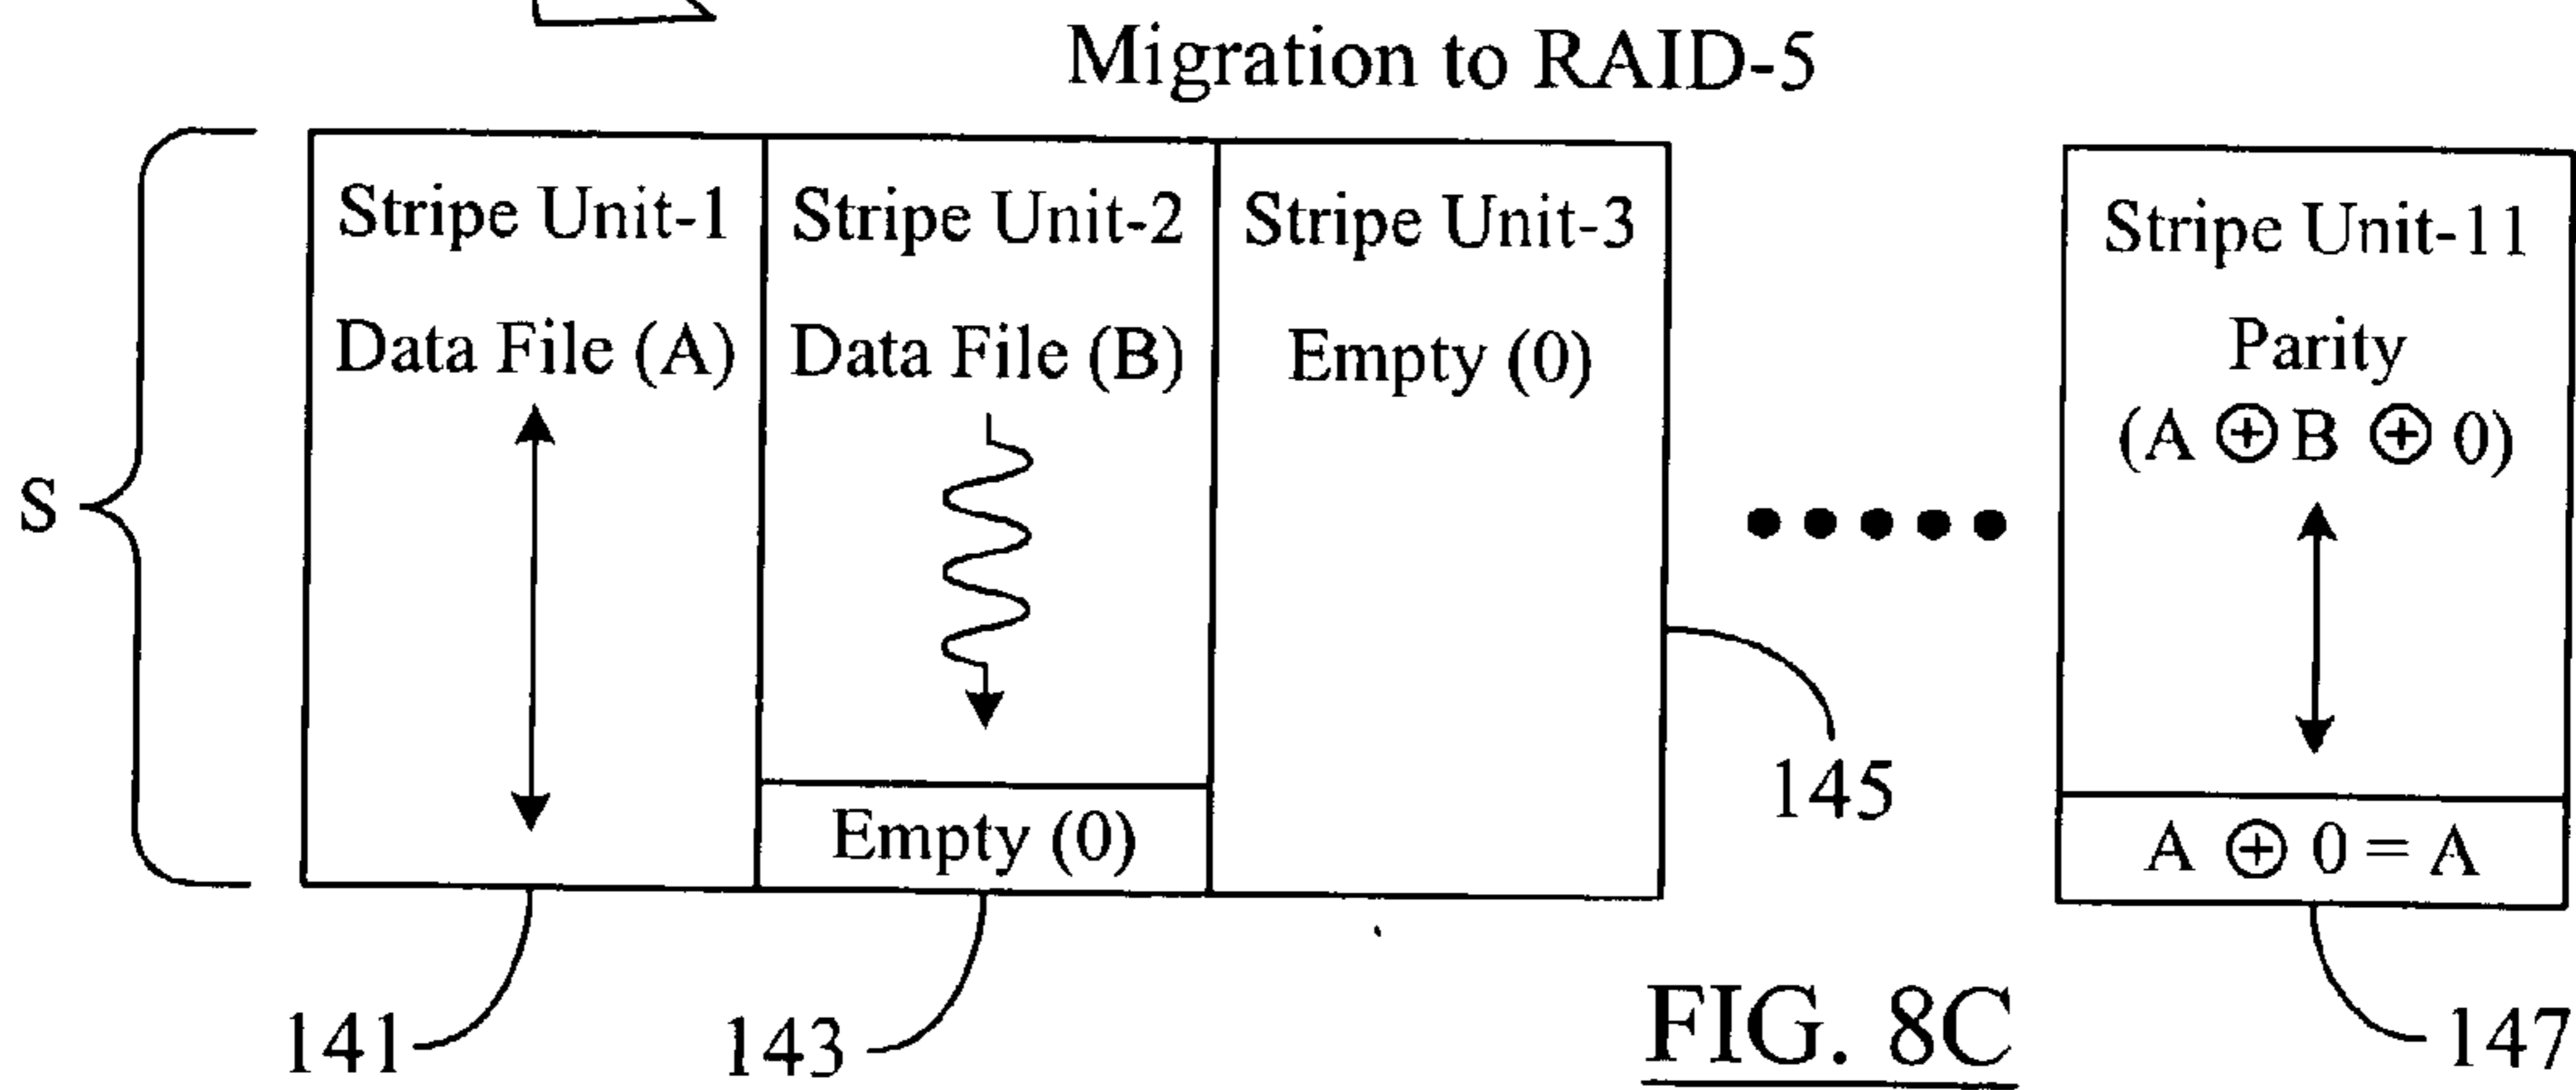 Migration to RAID-5
S
Stripe Unit-1
Data File (A)
Stripe Unit-2
Data File (B)
Empty (0)
Stripe Unit-3
Empty (0)
Stripe Unit-11
Parity
(A ⊕ B ⊕ 0)
A ⊕ 0 = A
141
143
145
147
FIG. 8C